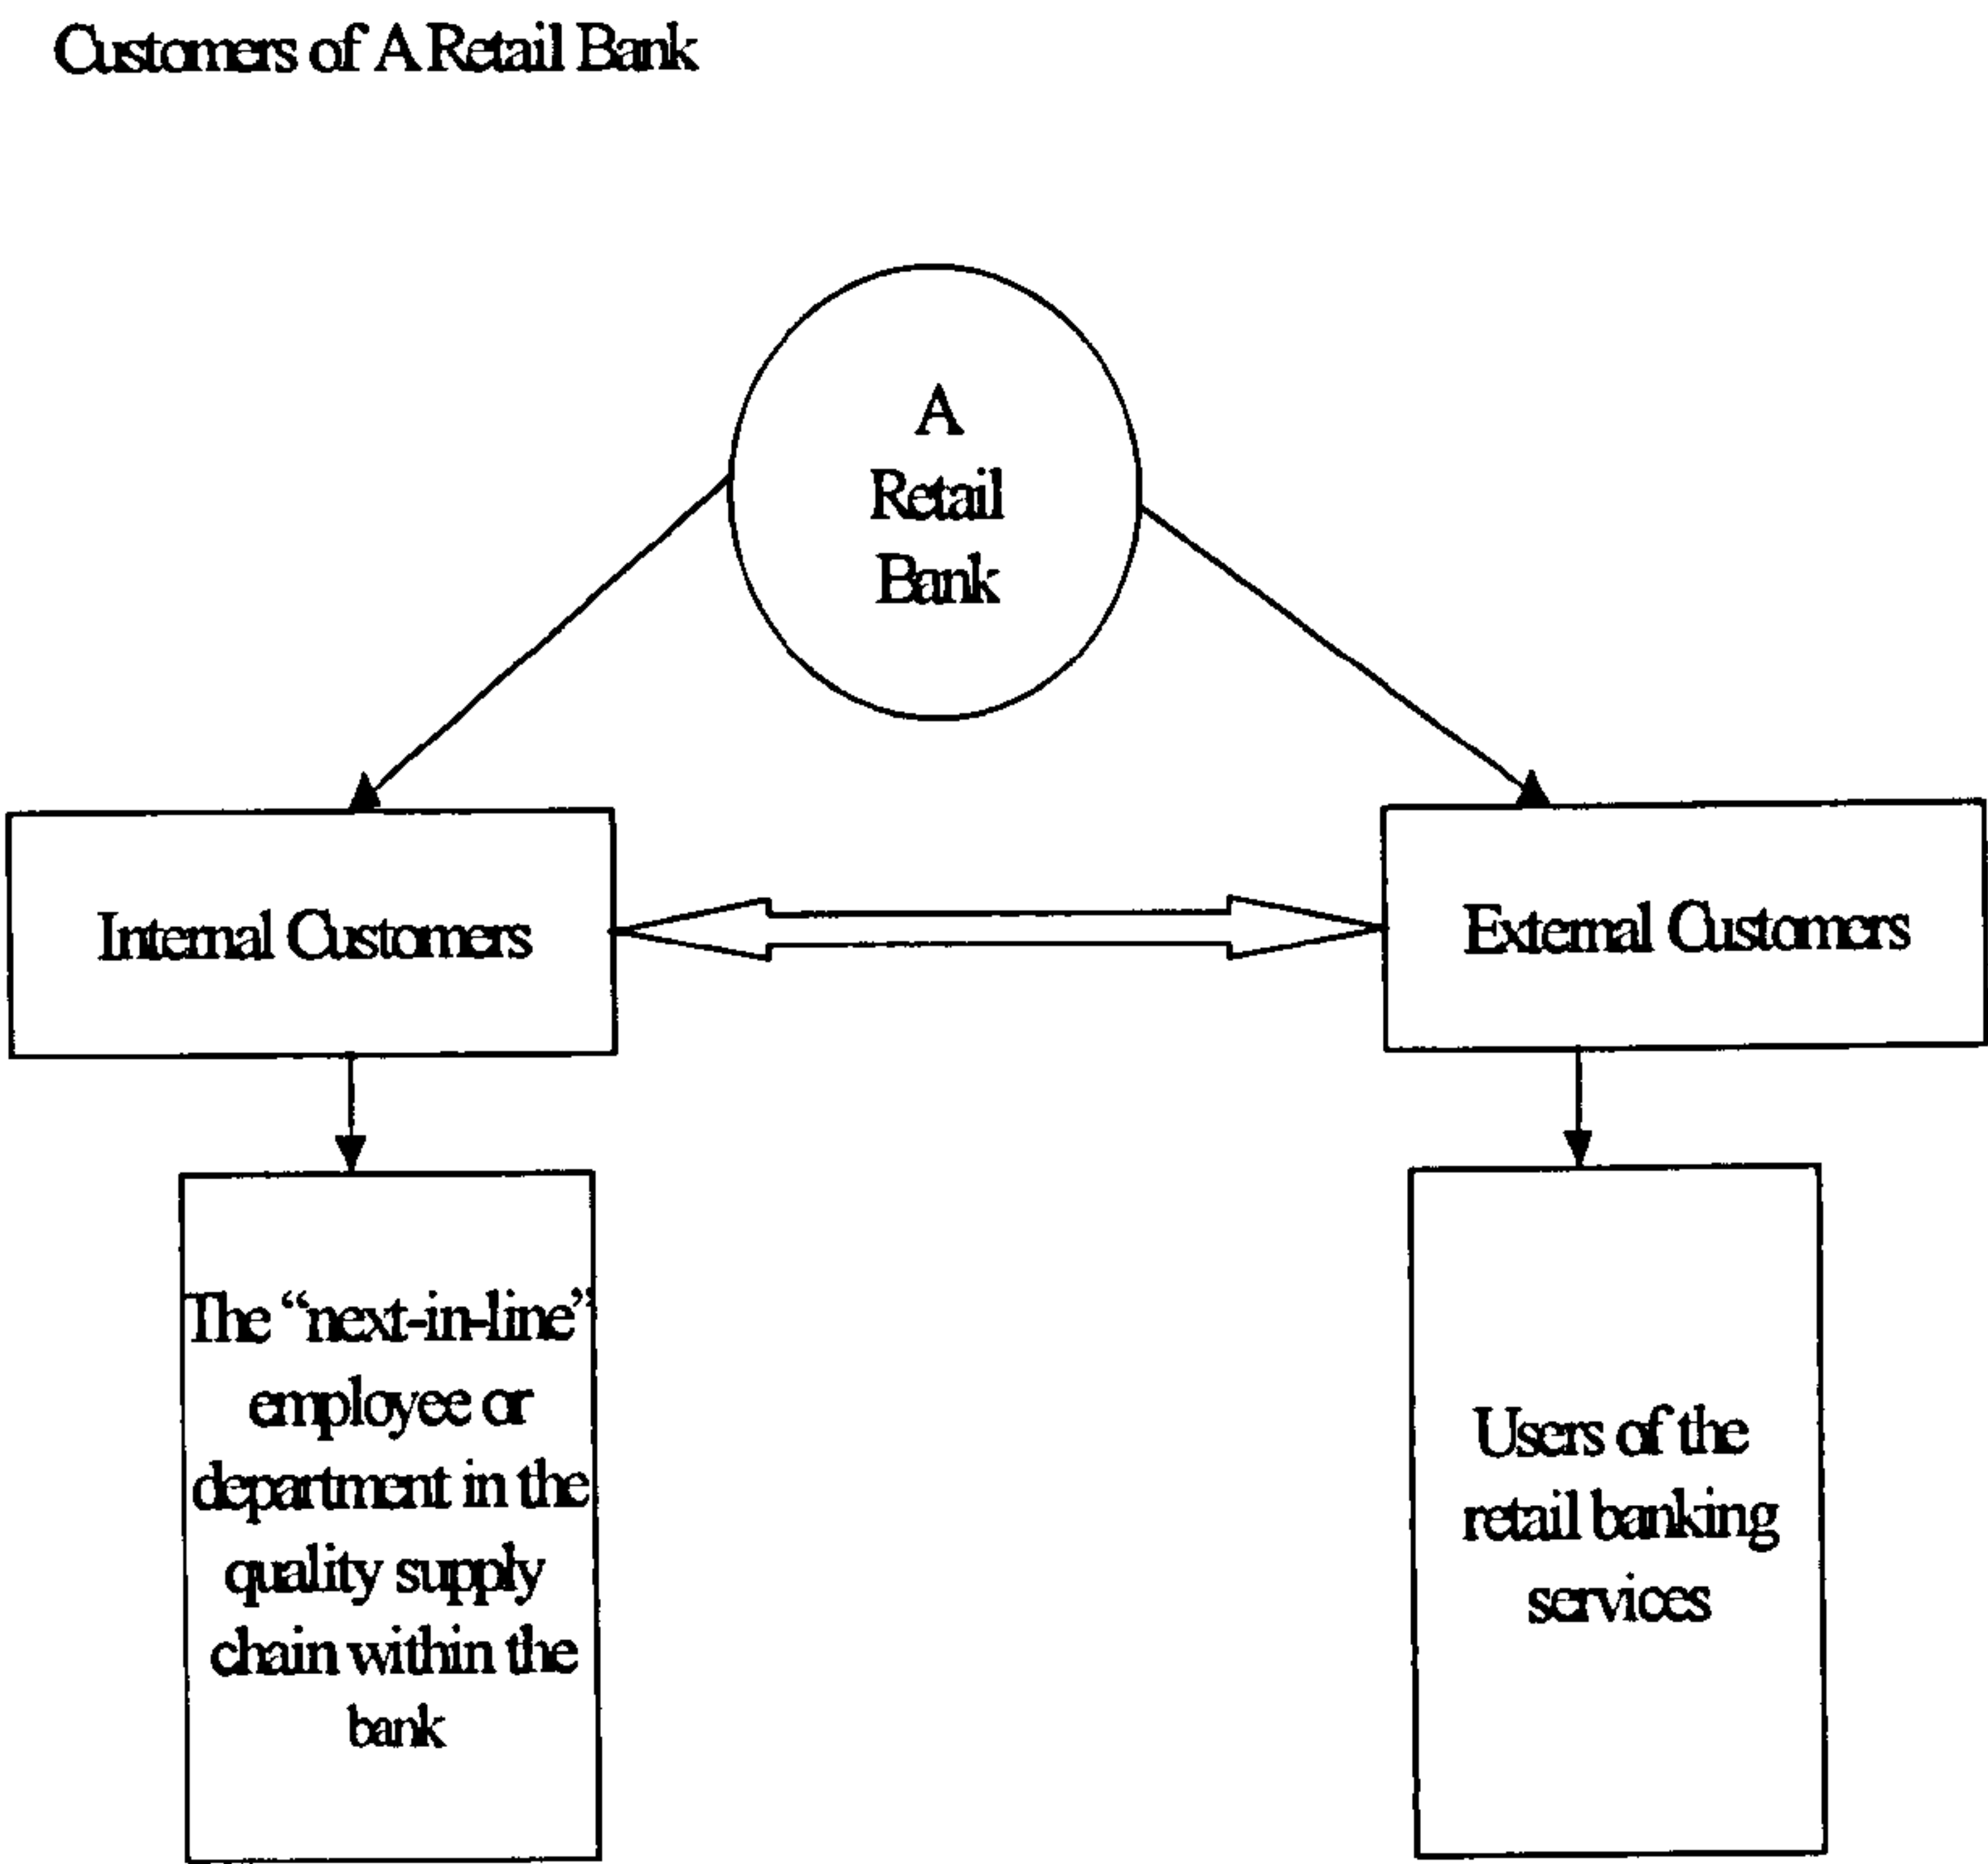 Customers of A Retail Bank
A
Retail
Bank
Internal Customers
External Customers
The “next-in-line”
employee or
department in the
quality supply
chain within the
bank
Users of the
retail banking
services